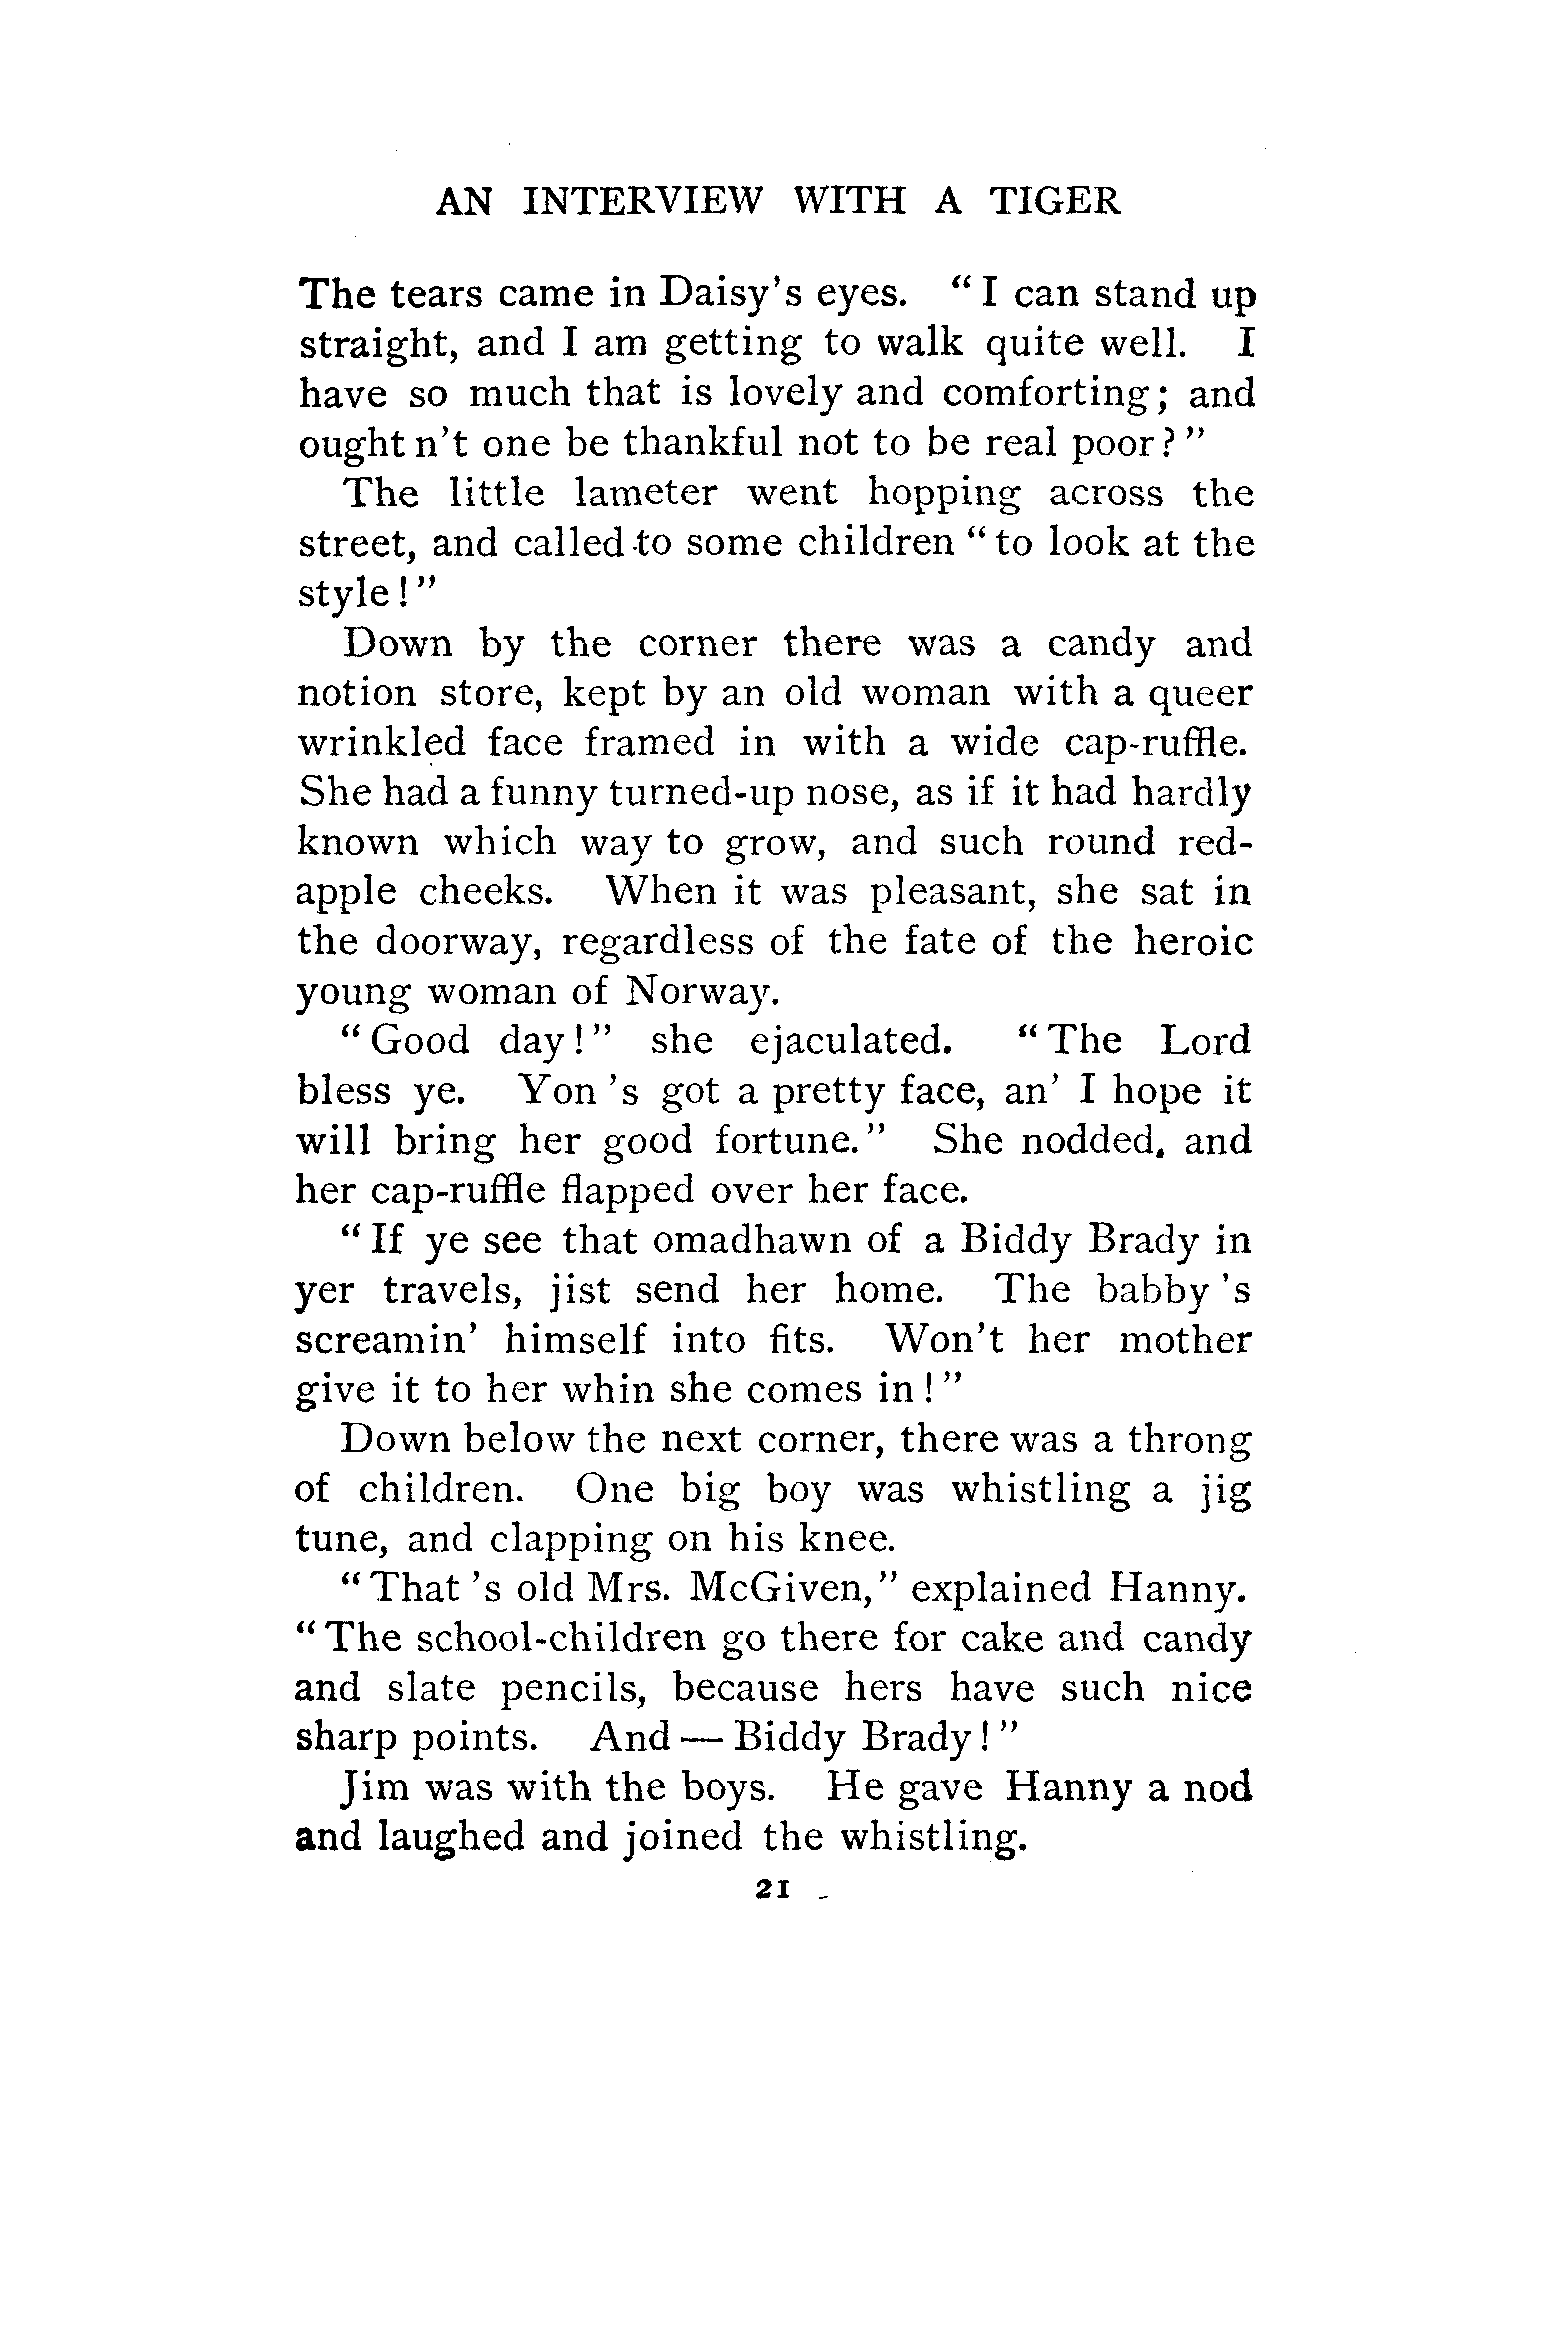 AN INTERVIEW WITH A TIGER
The tears came in Daisy's eyes. "I can stand up
straight, and I am getting to walk quite well. I
have so much that is lovely and comforting; and
ought n't one be thankful not to be real poor?"
The little lameter went hopping across the
street, and called to some children "to look at the
style!"
Down by the corner there was a candy and
notion store, kept by an old woman with a queer
wrinkled face framed in with a wide cap-ruffle.
She had a funny turned-up nose, as if it had hardly
known which way to grow, and such round red-
apple cheeks. When it was pleasant, she sat in
the doorway, regardless of the fate of the heroic
young woman of Norway.
"Good day!" she ejaculated. "The Lord
bless ye. Yon 's got a pretty face, an' I hope it
will bring her good fortune." She nodded, and
her cap-ruffle flapped over her face.
"If ye see that omadhawn of a Biddy Brady in
yer travels, jist send her home. The babby 's
screamin' himself into fits. Won't her mother
give it to her whin she comes in!"
Down below the next corner, there was a throng
of children. One big boy was whistling a jig
tune, and clapping on his knee.
"That 's old Mrs. McGiven," explained Hanny.
"The school-children go there for cake and candy
and slate pencils, because hers have such nice
sharp points. And — Biddy Brady!"
Jim was with the boys. He gave Hanny a nod
and laughed and joined the whistling.
21